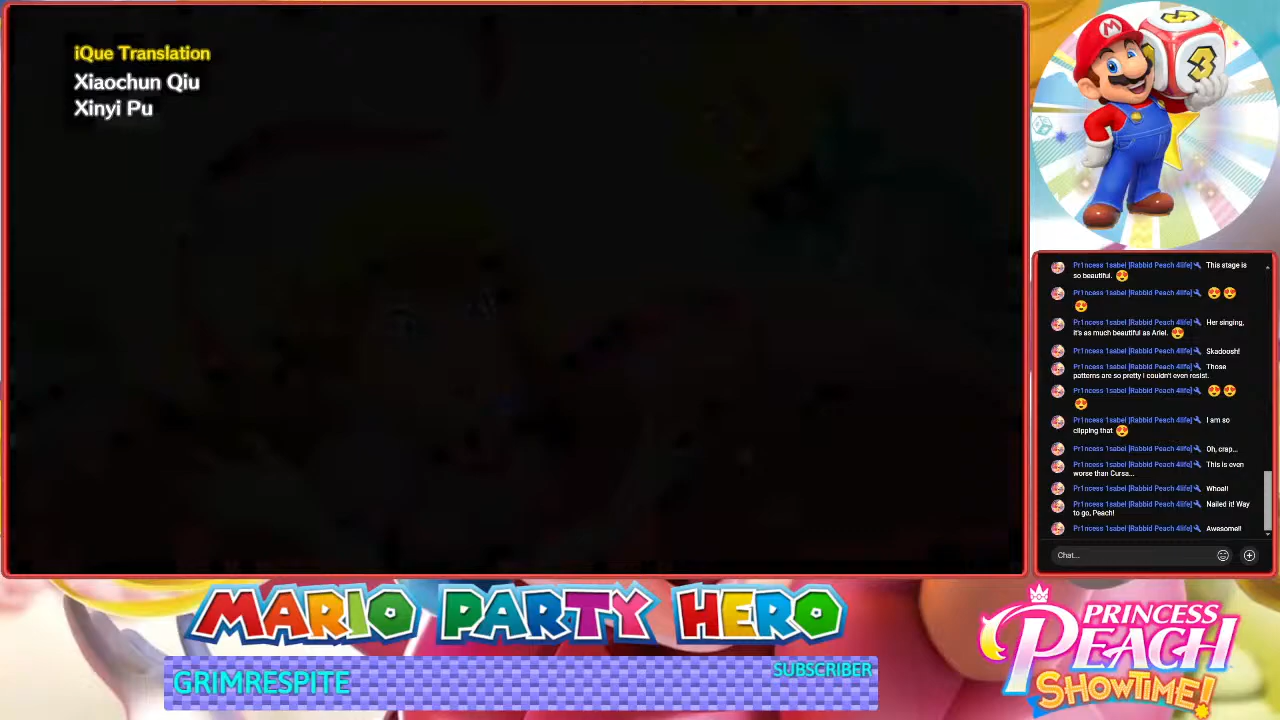 iQue Translation
Xiaochun Qiu
Xinyi Pu
M
3
3
Pr1ncess 1sabel [Rabbid Peach 4life] This stage is
so beautiful. 😍
Pr1ncess 1sabel [Rabbid Peach 4life] 😍 😍
😍
Pr1ncess 1sabel [Rabbid Peach 4life] Her singing,
it's as much beautiful as Ariel. 😍
Pr1ncess 1sabel [Rabbid Peach 4life] Skadoosh!
Pr1ncess 1sabel [Rabbid Peach 4life] Those
patterns are so pretty I couldn't even resist.
Pr1ncess 1sabel [Rabbid Peach 4life] 😍 😍
😍
Pr1ncess 1sabel [Rabbid Peach 4life] I am so
clipping that 😍
Pr1ncess 1sabel [Rabbid Peach 4life] Oh, crap...
Pr1ncess 1sabel [Rabbid Peach 4life] This is even
worse than Cursa...
Pr1ncess 1sabel [Rabbid Peach 4life] Whoa!!
Pr1ncess 1sabel [Rabbid Peach 4life] Nailed it! Way
to go, Peach!
Pr1ncess 1sabel [Rabbid Peach 4life] Awesome!!
Chat...
MARIO PARTY HERO
GRIMRESPITE
SUBSCRIBER
PRINCESS
PEACH
SHOWTIME!